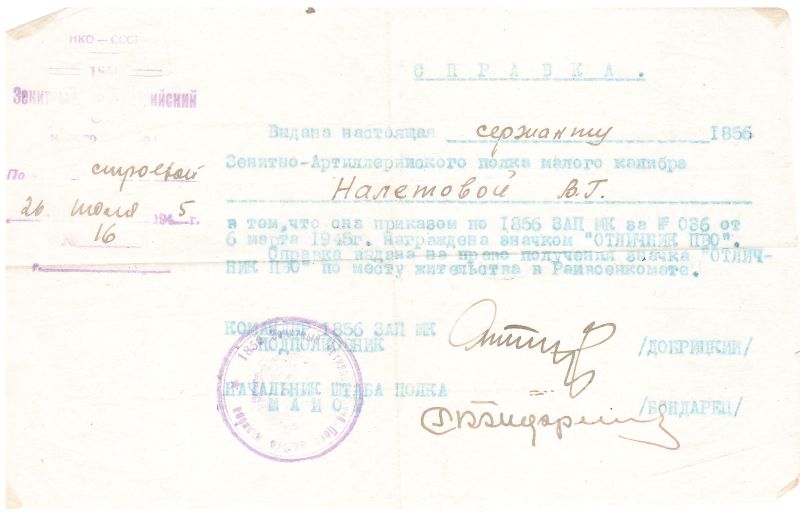 НКО — СССР
1856
Зенитный
По строевой
26 июля 1945 г.
№ 16
г.
СПРАВКА.
Выдана настоящая сержанту 1856
Зенитно-Артиллерийского полка малого калибра
Налетовой В.Г.
в том, что она приказом по 1856 ЗАП МК за № 036 от
6 марта 1945г. награждена значком "ОТЛИЧНИК ПВО".
Справка выдана на право получения значка "ОТЛИЧ-
НИК ПВО" по месту жительства в Райвоенкомате.
КОМАНДИР 1856 ЗАП МК
ПОДПОЛКОВНИК /ДОБРИЦКИЙ/
НАЧАЛЬНИК ШТАБА ПОЛКА
МАЙОР /БОНДАРЕЦ/